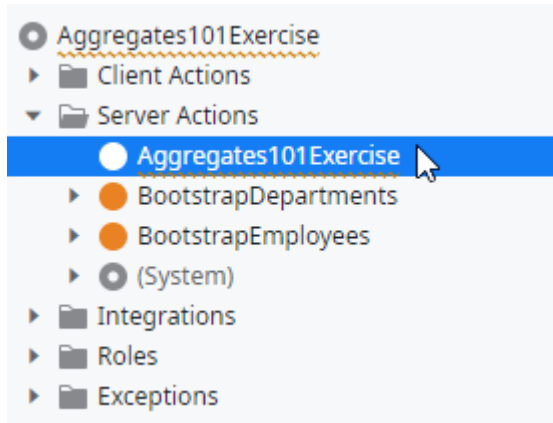 Aggregates101Exercise
Client Actions
Server Actions
Aggregates101Exercise
BootstrapDepartments
BootstrapEmployees
(System)
Integrations
Roles
Exceptions